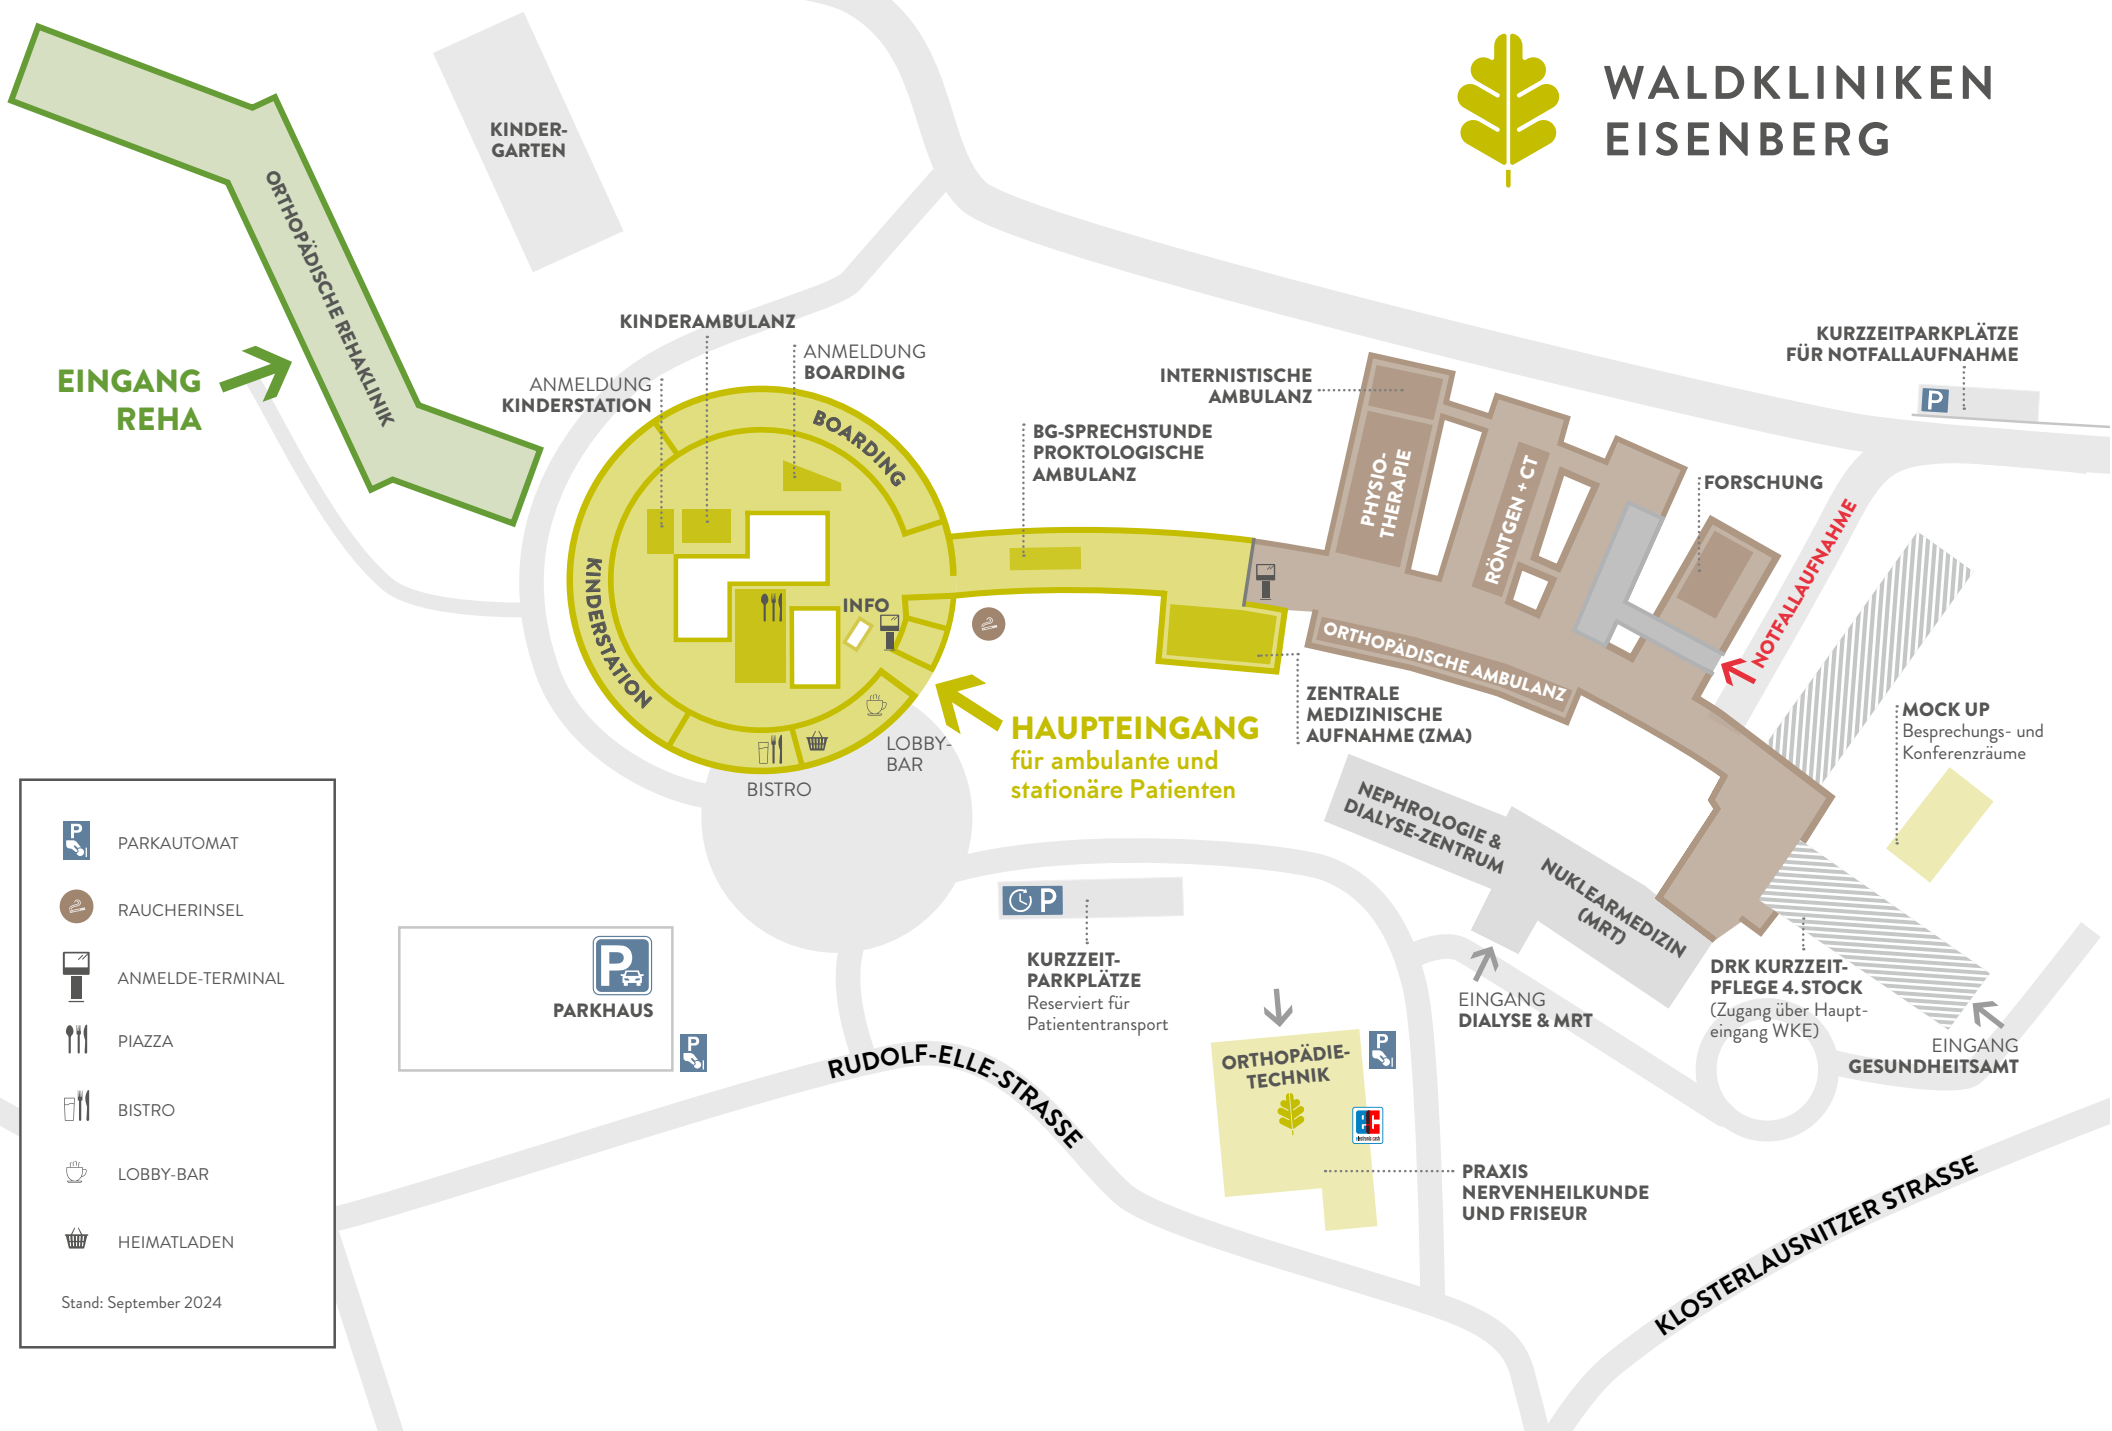 WALDKLINIKEN
EISENBERG
KINDER-
GARTEN
ORTHOPÄDISCHE REHAKLINIK
EINGANG
REHA
KINDERAMBULANZ
ANMELDUNG
BOARDING
ANMELDUNG
KINDERSTATION
BOARDING
KINDERSTATION
INFO
BISTRO
LOBBY-
BAR
BG-SPRECHSTUNDE
PROKTOLOGISCHE
AMBULANZ
INTERNISTISCHE
AMBULANZ
PHYSIO-
THERAPIE
RÖNTGEN + CT
FORSCHUNG
KURZZEITPARKPLÄTZE
FÜR NOTFALLAUFNAHME
P
NOTFALLAUFNAHME
ORTHOPÄDISCHE AMBULANZ
ZENTRALE
MEDIZINISCHE
AUFNAHME (ZMA)
HAUPTEINGANG
für ambulante und
stationäre Patienten
MOCK UP
Besprechungs- und
Konferenzräume
NEPHROLOGIE &
DIALYSE-ZENTRUM
NUKLEARMEDIZIN
(MRT)
P
KURZZEIT-
PARKPLÄTZE
Reserviert für
Patiententransport
EINGANG
DIALYSE & MRT
DRK KURZZEIT-
PFLEGE 4. STOCK
(Zugang über Haupt-
eingang WKE)
EINGANG
GESUNDHEITSAMT
P
PARKHAUS
P
RUDOLF-ELLE-STRASSE
ORTHOPÄDIE-
TECHNIK
P
EC
electronic cash
PRAXIS
NERVENHEILKUNDE
UND FRISEUR
KLOSTERLAUSNITZER STRASSE
P
PARKAUTOMAT
RAUCHERINSEL
ANMELDE-TERMINAL
PIAZZA
BISTRO
LOBBY-BAR
HEIMATLADEN
Stand: September 2024